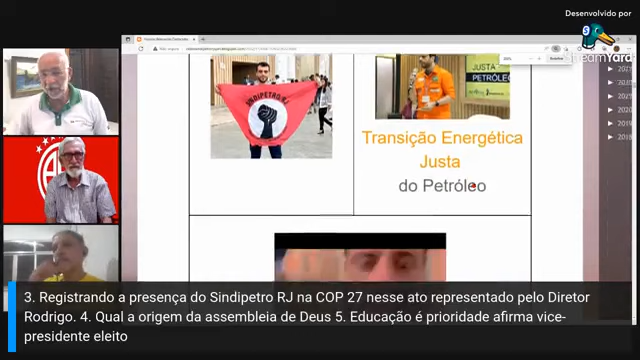 Desenvolvido por
StreamYard
SINDIPETRO RJ
JUSTA
PETRÓLEO
Transição Energética
Justa
do Petróleo
3. Registrando a presença do Sindipetro RJ na COP 27 nesse ato representado pelo Diretor
Rodrigo. 4. Qual a origem da assembleia de Deus 5. Educação é prioridade afirma vice-
presidente eleito